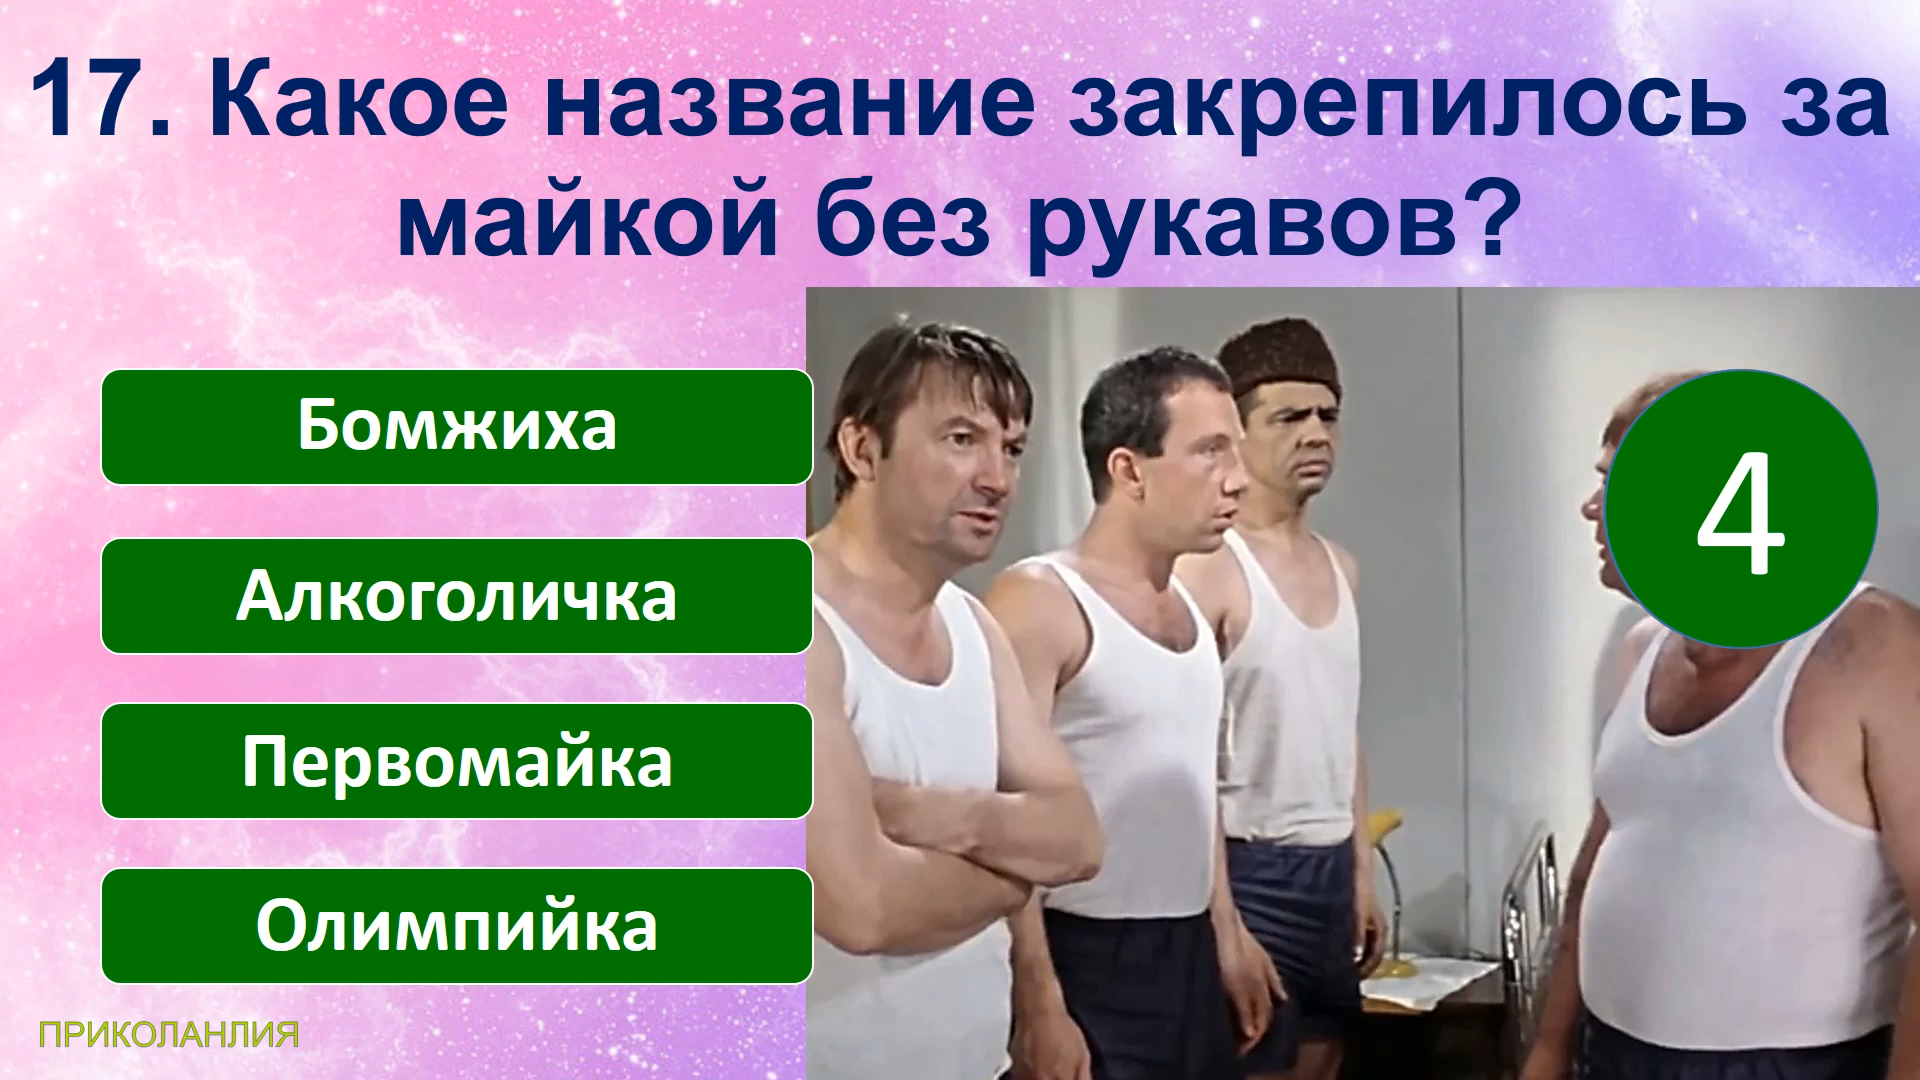 17. Какое название закрепилось за
майкой без рукавов?
Бомжиха
4
Алкоголичка
Первомайка
Олимпийка
ПРИКОЛАНЛИЯ